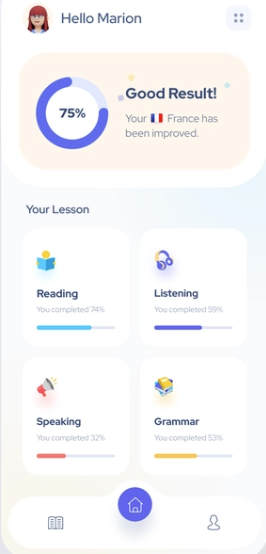 Hello Marion
75%
Good Result!
Your 🇫🇷 France has
been improved.
Your Lesson
Reading
You completed 74%
Listening
You completed 59%
Speaking
You completed 32%
Grammar
You completed 53%